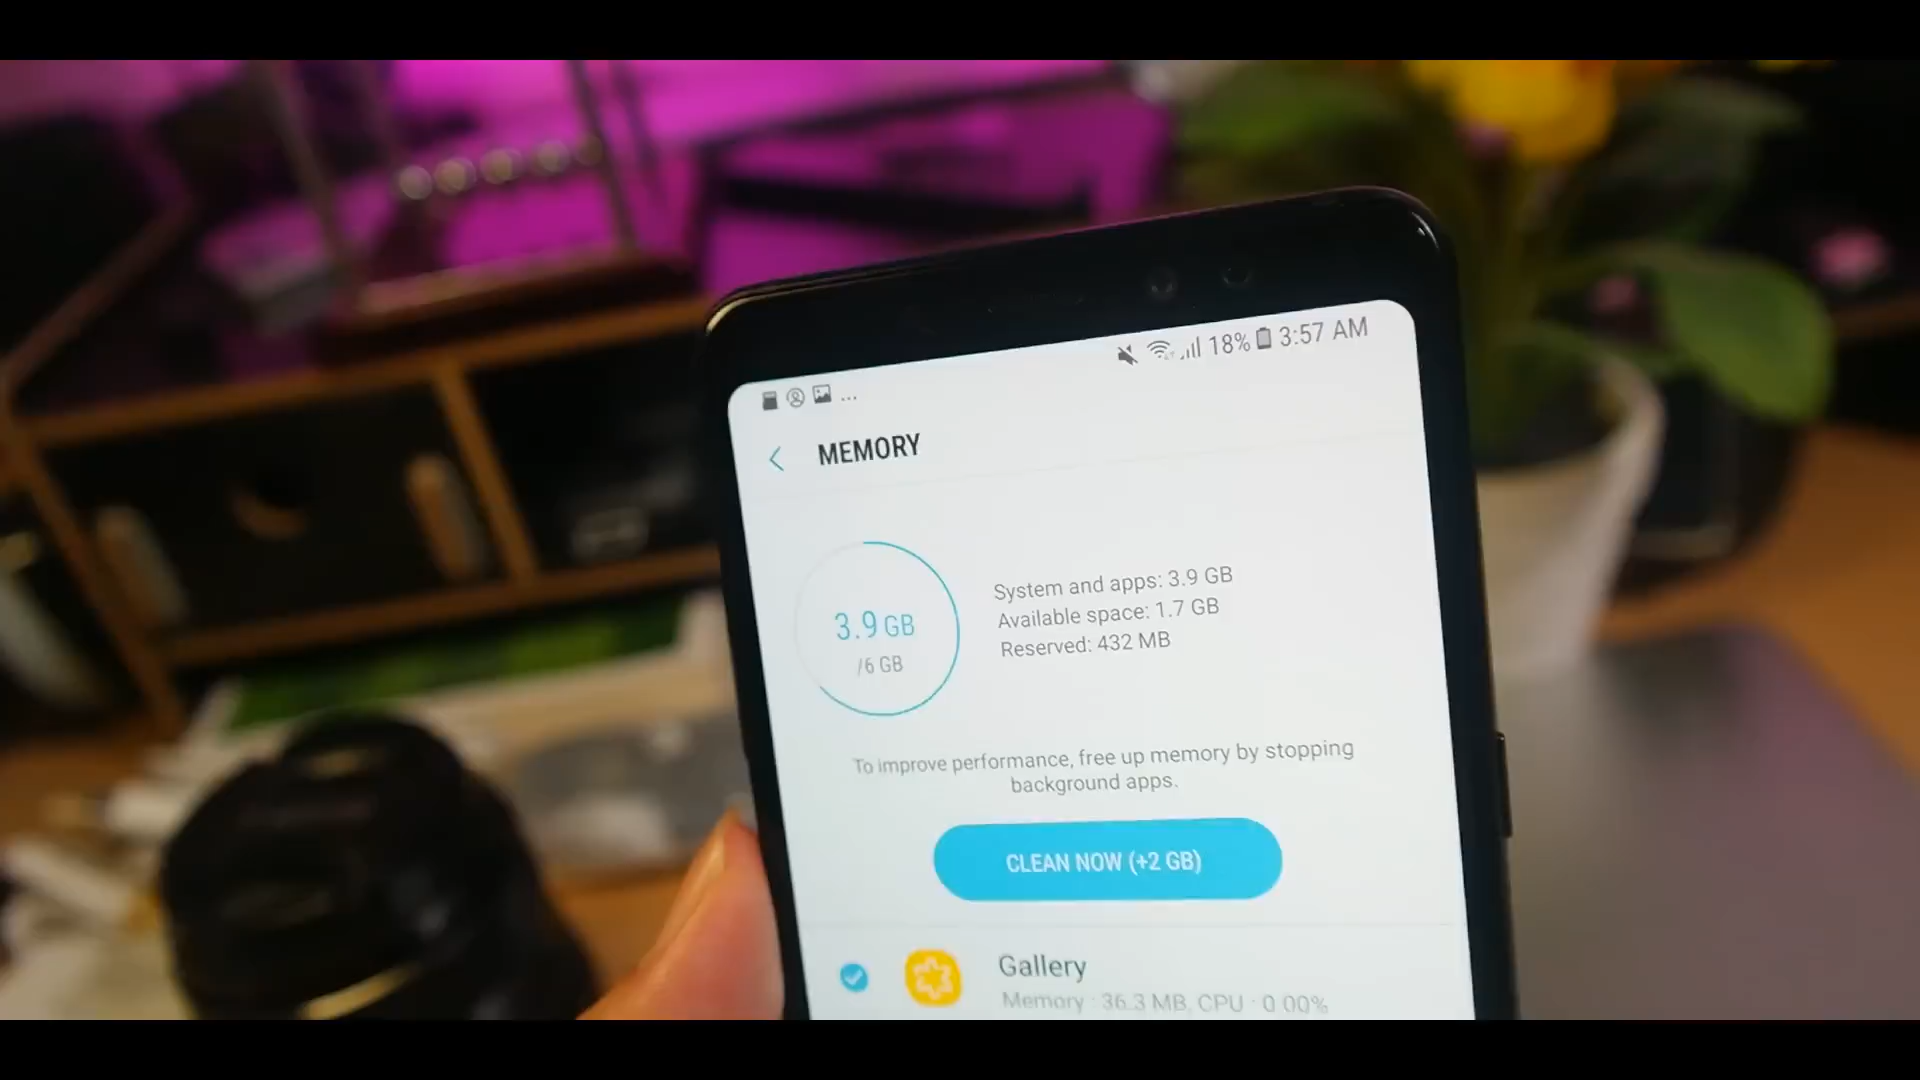 18% 3:57 AM
...
MEMORY
3.9 GB
/6 GB
System and apps: 3.9 GB
Available space: 1.7 GB
Reserved: 432 MB
To improve performance, free up memory by stopping
background apps.
CLEAN NOW (+2 GB)
Gallery
Memory : 36.3 MB, CPU : 0.00%